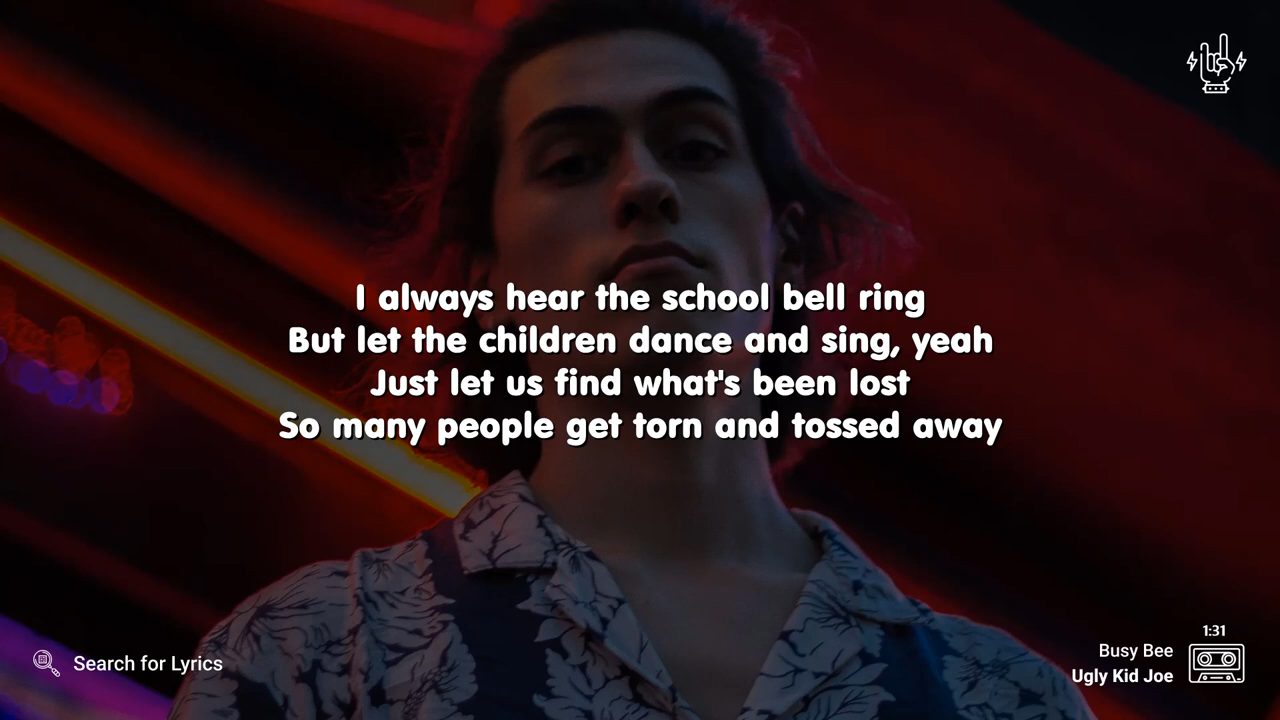 I always hear the school bell ring
But let the children dance and sing, yeah
Just let us find what's been lost
So many people get torn and tossed away
1:31
Busy Bee
Ugly Kid Joe
Search for Lyrics